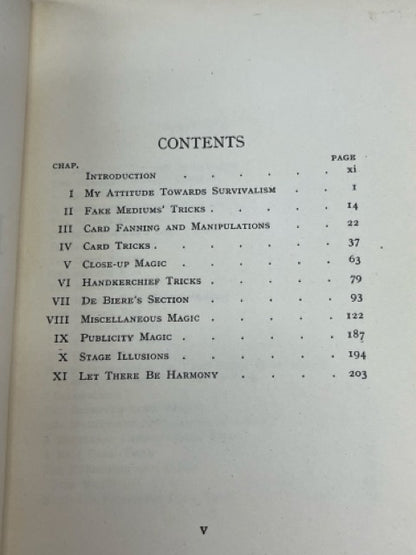 CONTENTS
CHAP. PAGE
INTRODUCTION . . . . . xi
I MY ATTITUDE TOWARDS SURVIVALISM . . 1
II FAKE MEDIUMS' TRICKS . . . . 14
III CARD FANNING AND MANIPULATIONS . . 22
IV CARD TRICKS . . . . . . 37
V CLOSE-UP MAGIC . . . . . 63
VI HANDKERCHIEF TRICKS . . . . 79
VII DE BIERE'S SECTION . . . . 93
VIII MISCELLANEOUS MAGIC . . . . 122
IX PUBLICITY MAGIC . . . . . 187
X STAGE ILLUSIONS . . . . . 194
XI LET THERE BE HARMONY . . . . 203
V